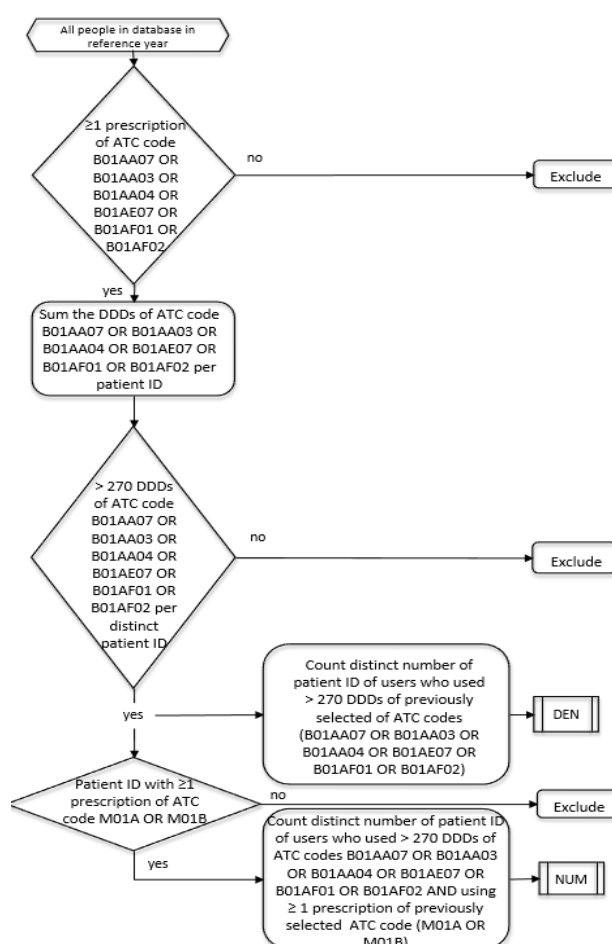 All people in database in
reference year
≥1 prescription
of ATC code
B01AA07 OR
B01AA03 OR
B01AA04 OR
B01AE07 OR
B01AF01 OR
B01AF02
no
Exclude
yes
Sum the DDDs of ATC code
B01AA07 OR B01AA03 OR
B01AA04 OR B01AE07 OR
B01AF01 OR B01AF02 per
patient ID
> 270 DDDs
of ATC code
B01AA07 OR
B01AA03 OR
B01AA04 OR
B01AE07 OR
B01AF01 OR
B01AF02 per
distinct
patient ID
no
Exclude
yes
Count distinct number of
patient ID of users who used
> 270 DDDs of previously
selected of ATC codes
(B01AA07 OR B01AA03 OR
B01AA04 OR B01AE07 OR
B01AF01 OR B01AF02)
DEN
Patient ID with ≥1
prescription of ATC
code M01A OR M01B
no
Exclude
yes
Count distinct number of patient ID
of users who used > 270 DDDs of
ATC codes B01AA07 OR B01AA03
OR B01AA04 OR B01AE07 OR
B01AF01 OR B01AF02 AND using
≥ 1 prescription of previously
selected ATC code (M01A OR
M01B)
NUM